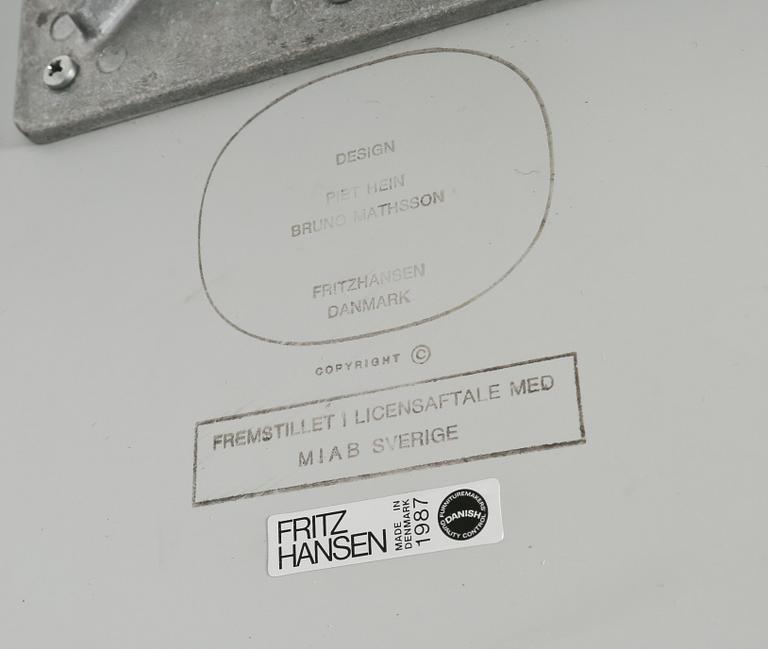 DESIGN
PIET HEIN
BRUNO MATHSSON
FRITZHANSEN
DANMARK
COPYRIGHT ©
FREMSTILLET I LICENSAFTALE MED
MIAB SVERIGE
FRITZ
HANSEN
MADE IN
DENMARK
1987
FURNITUREMAKERS
DANISH
QUALITY CONTROL